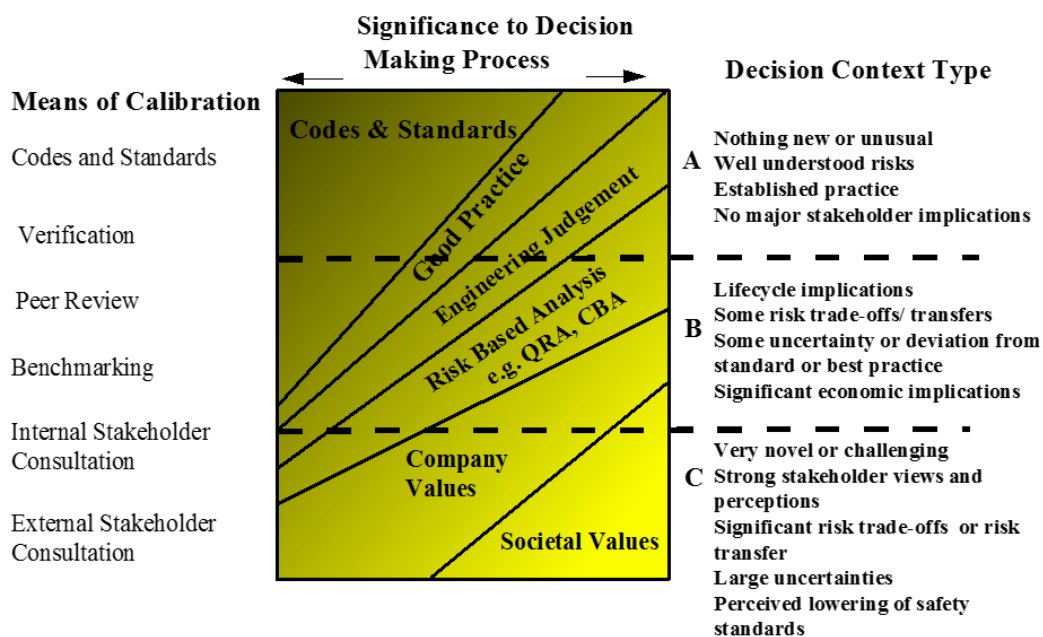 Significance to Decision
Making Process
Means of Calibration
Codes and Standards
Verification
Peer Review
Benchmarking
Internal Stakeholder
Consultation
External Stakeholder
Consultation
Codes & Standards
Good Practice
Engineering Judgement
Risk Based Analysis
e.g. QRA, CBA
Company
Values
Societal Values
Decision Context Type
A
Nothing new or unusual
Well understood risks
Established practice
No major stakeholder implications
B
Lifecycle implications
Some risk trade-offs/ transfers
Some uncertainty or deviation from
standard or best practice
Significant economic implications
C
Very novel or challenging
Strong stakeholder views and
perceptions
Significant risk trade-offs or risk
transfer
Large uncertainties
Perceived lowering of safety
standards